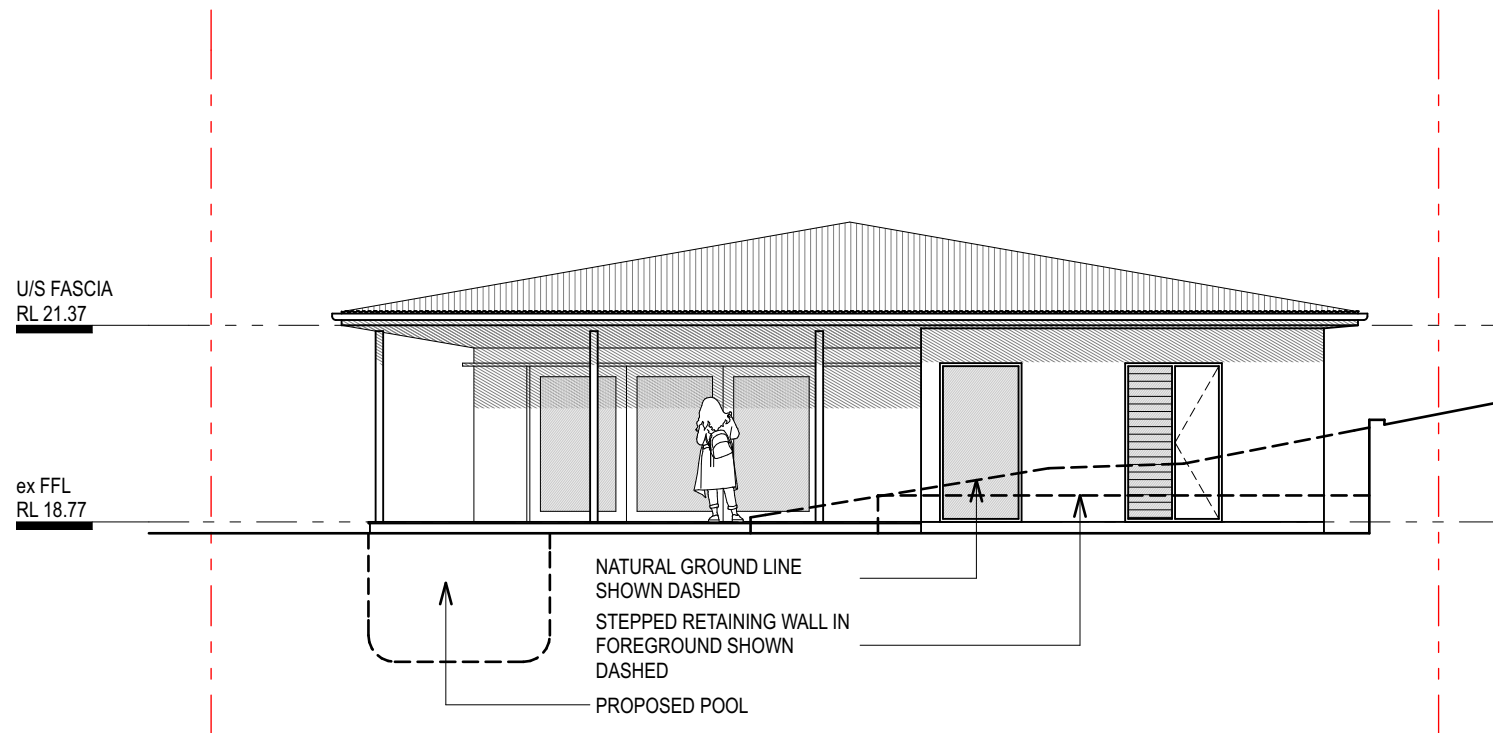 U/S FASCIA
RL 21.37
ex FFL
RL 18.77
NATURAL GROUND LINE
SHOWN DASHED
STEPPED RETAINING WALL IN
FOREGROUND SHOWN
DASHED
PROPOSED POOL